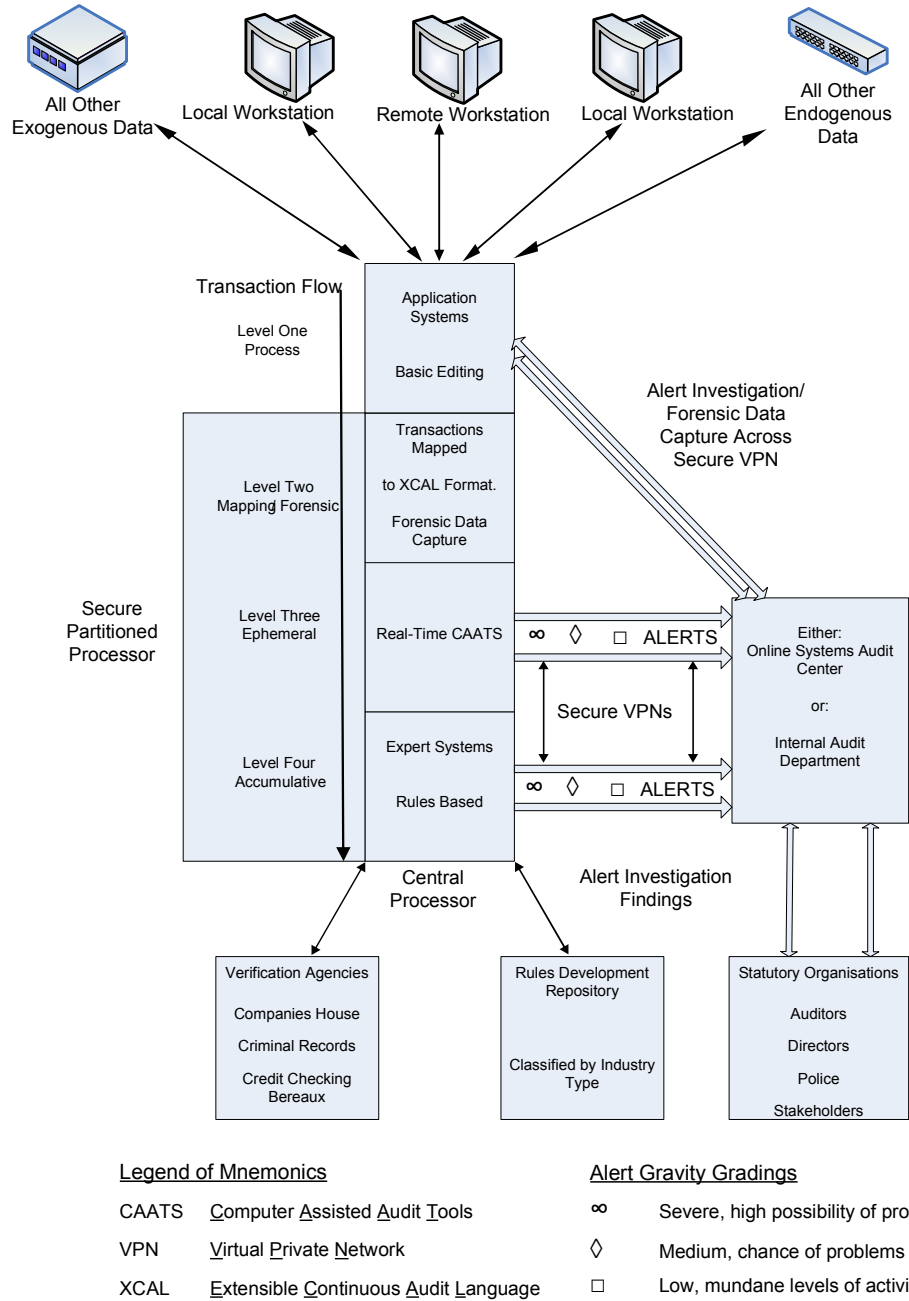 All Other
Exogenous Data
Local Workstation
Remote Workstation
Local Workstation
All Other
Endogenous
Data
Transaction Flow
Level One
Process
Application
Systems
Basic Editing
Alert Investigation/
Forensic Data
Capture Across
Secure VPN
Transactions
Mapped
to XCAL Format.
Forensic Data
Capture
Level Two
Mapping/Forensic
Secure
Partitioned
Processor
Level Three
Ephemeral
Real-Time CAATS
∞ ◊ □ ALERTS
Either:
Online Systems Audit
Center
or:
Internal Audit
Department
Secure VPNs
Level Four
Accumulative
Expert Systems
Rules Based
∞ ◊ □ ALERTS
Central
Processor
Alert Investigation
Findings
Verification Agencies
Companies House
Criminal Records
Credit Checking
Bereaux
Rules Development
Repository
Classified by Industry
Type
Statutory Organisations
Auditors
Directors
Police
Stakeholders
Legend of Mnemonics
CAATS Computer Assisted Audit Tools
VPN Virtual Private Network
XCAL Extensible Continuous Audit Language
Alert Gravity Gradings
∞ Severe, high possibility of pro
◊ Medium, chance of problems
□ Low, mundane levels of activi